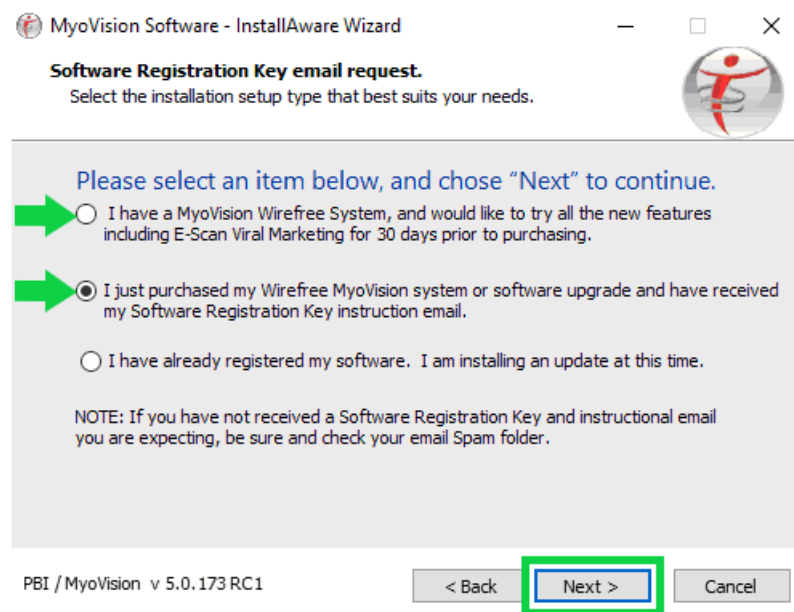 MyoVision Software - InstallAware Wizard
Software Registration Key email request.
Select the installation setup type that best suits your needs.
Please select an item below, and chose "Next" to continue.
I have a MyoVision Wirefree System, and would like to try all the new features
including E-Scan Viral Marketing for 30 days prior to purchasing.
I just purchased my Wirefree MyoVision system or software upgrade and have received
my Software Registration Key instruction email.
I have already registered my software.  I am installing an update at this time.
NOTE: If you have not received a Software Registration Key and instructional email
you are expecting, be sure and check your email Spam folder.
PBI / MyoVision  v 5.0.173 RC1
< Back
Next >
Cancel